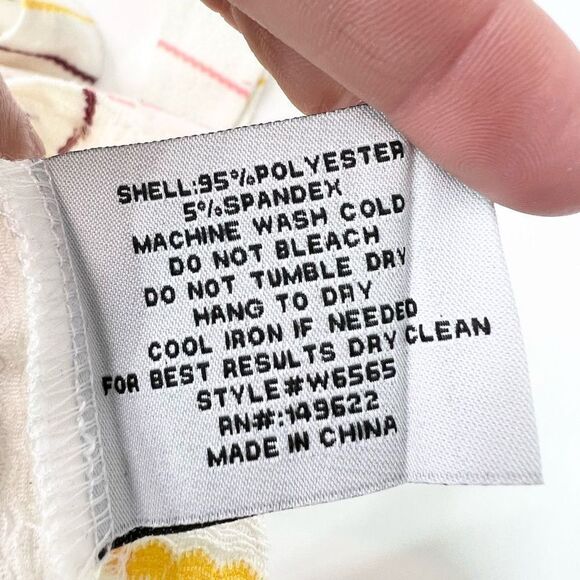 SHELL:95%POLYESTER
5%SPANDEX
MACHINE WASH COLD
DO NOT BLEACH
DO NOT TUMBLE DRY
HANG TO DRY
COOL IRON IF NEEDED
FOR BEST RESULTS DRY CLEAN
STYLE#W6565
RN#:149622
MADE IN CHINA